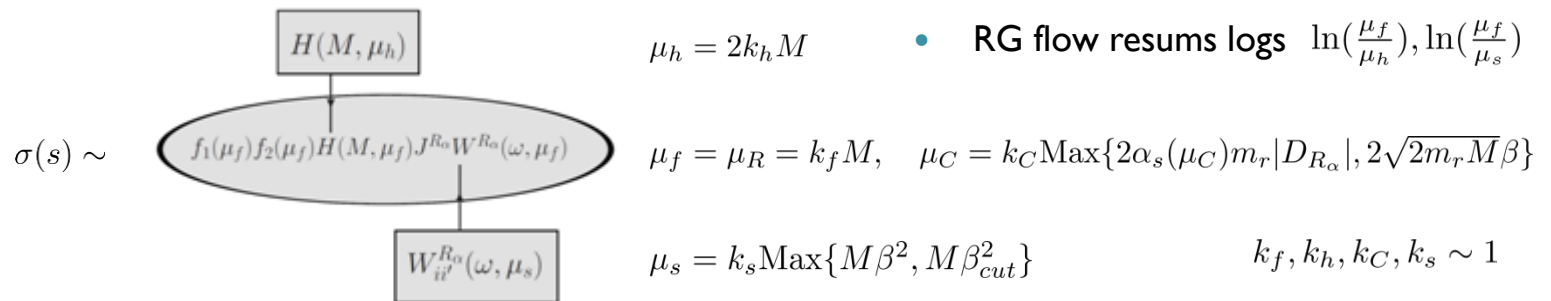 H(M, μ_h)
μ_h = 2k_h M
• RG flow resums logs ln(μ_f/μ_h), ln(μ_f/μ_s)
σ(s) ∼
f_1(μ_f) f_2(μ_f) H(M, μ_f) J^{R_α} W^{R_α}(ω, μ_f)
μ_f = μ_R = k_f M, μ_C = k_C Max{2α_s(μ_C) m_r |D_{R_α}|, 2√(2m_r M) β}
W^{R_α}_{ii'}(ω, μ_s)
μ_s = k_s Max{Mβ², Mβ²_{cut}}
k_f, k_h, k_C, k_s ∼ 1